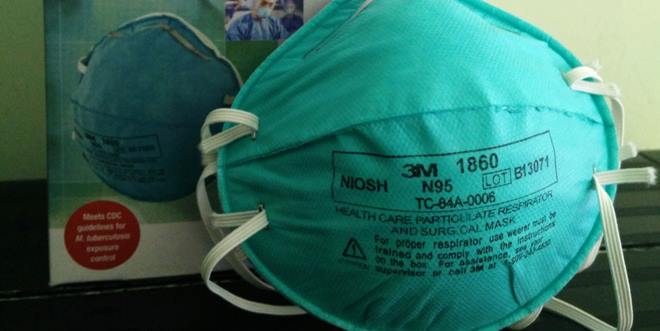 Meets CDC
guidelines for
M. tuberculosis
exposure
control
3M 1860
NIOSH N95 LOT B13071
TC-84A-0006
HEALTH CARE PARTICULATE RESPIRATOR
AND SURG CAL MASK
For proper respirator use wearer must be
trained and comply with the instructions
on the box. For assistance, see your
supervisor or call 3M at